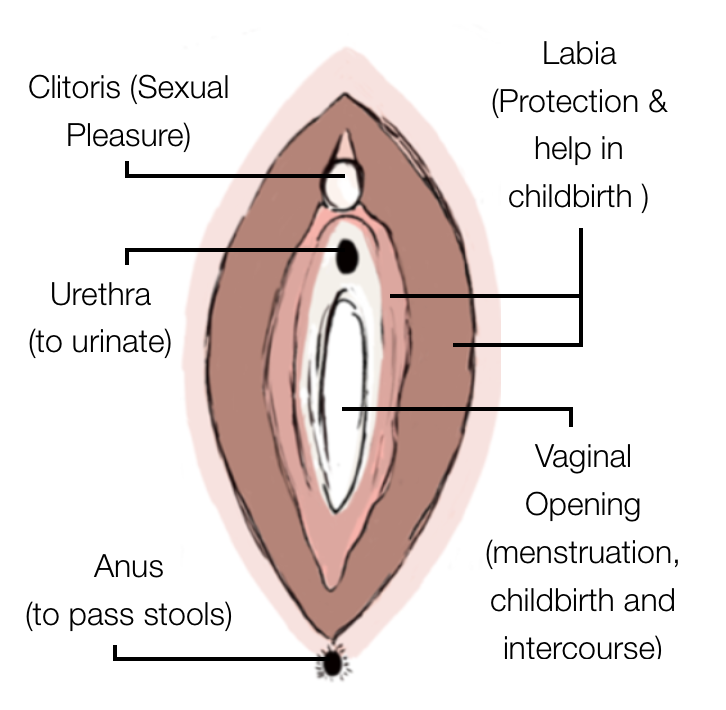 Clitoris (Sexual
Pleasure)
Labia
(Protection &
help in
childbirth )
Urethra
(to urinate)
Vaginal
Opening
(menstruation,
childbirth and
intercourse)
Anus
(to pass stools)